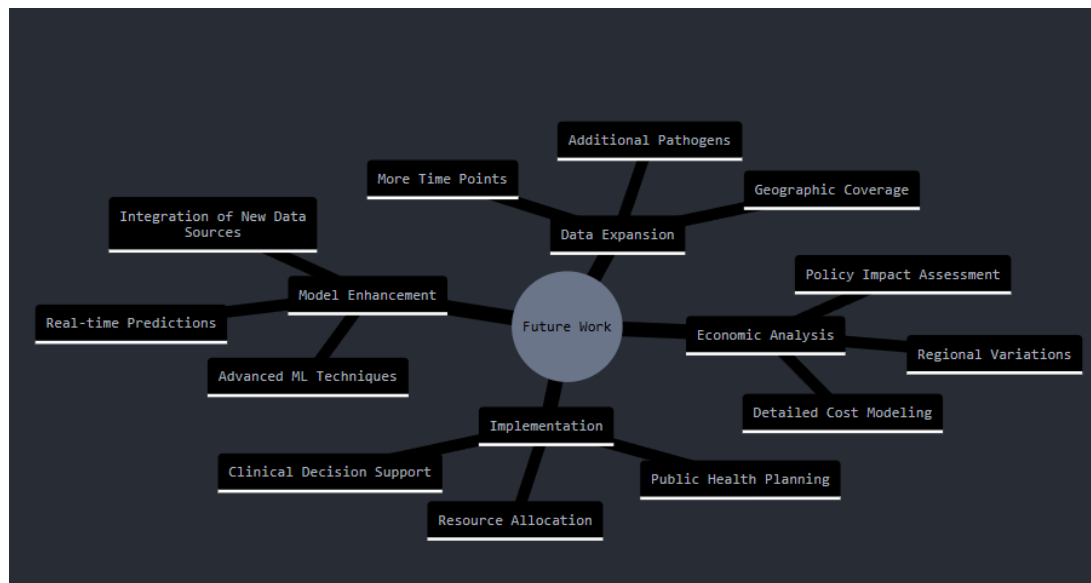 Additional Pathogens
More Time Points
Geographic Coverage
Integration of New Data
Sources
Data Expansion
Policy Impact Assessment
Model Enhancement
Real-time Predictions
Future Work
Economic Analysis
Regional Variations
Advanced ML Techniques
Detailed Cost Modeling
Implementation
Clinical Decision Support
Public Health Planning
Resource Allocation